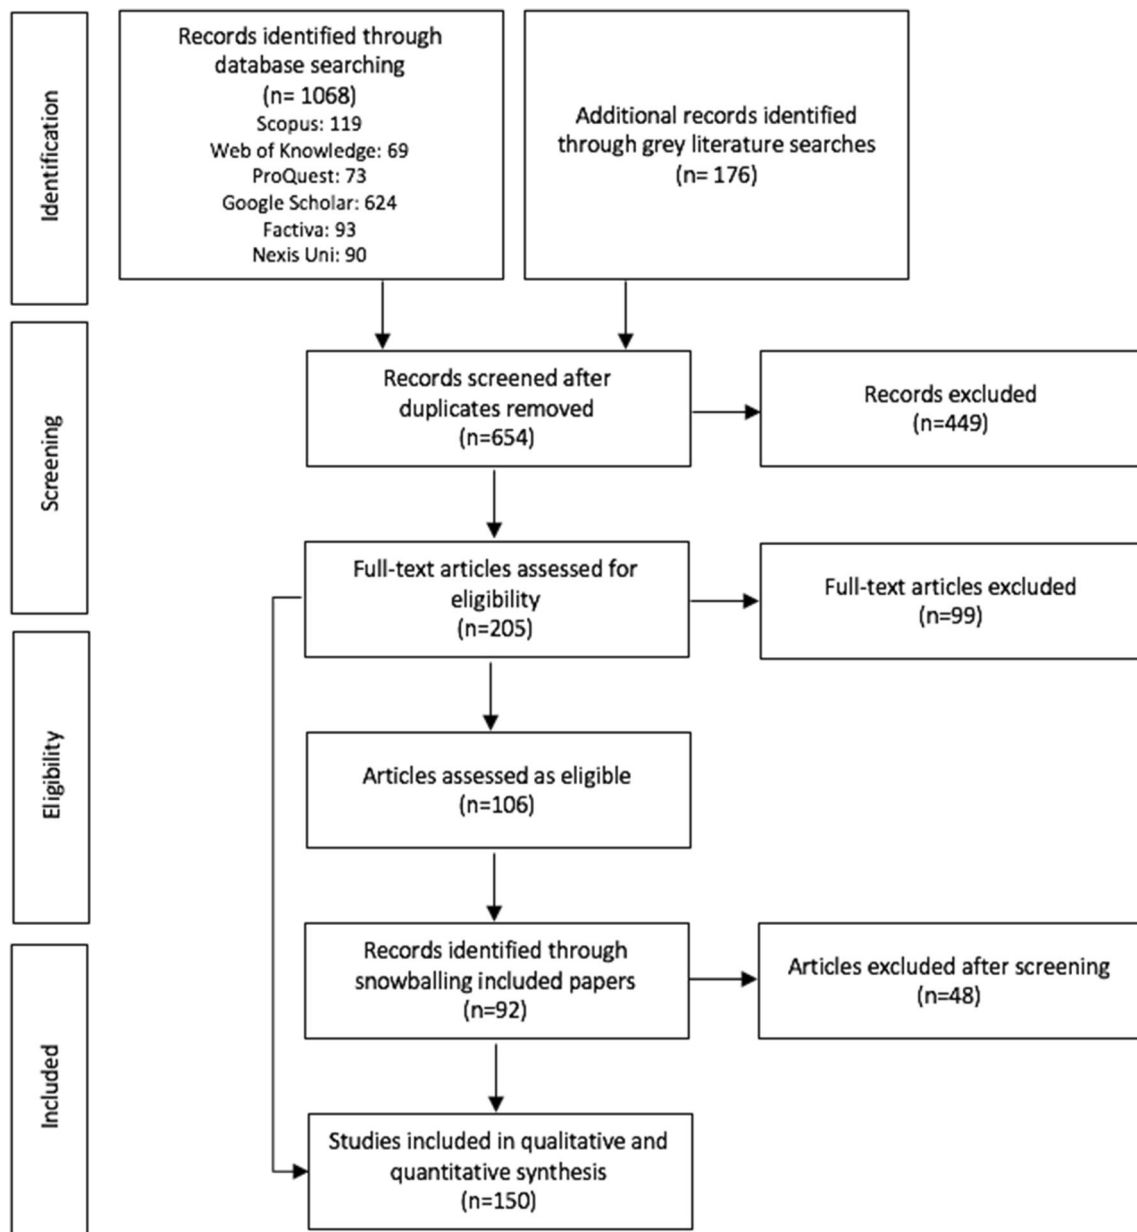 Identification
Records identified through
database searching
(n= 1068)
Scopus: 119
Web of Knowledge: 69
ProQuest: 73
Google Scholar: 624
Factiva: 93
Nexis Uni: 90
Additional records identified
through grey literature searches
(n= 176)
Screening
Records screened after
duplicates removed
(n=654)
Records excluded
(n=449)
Full-text articles assessed for
eligibility
(n=205)
Full-text articles excluded
(n=99)
Eligibility
Articles assessed as eligible
(n=106)
Included
Records identified through
snowballing included papers
(n=92)
Articles excluded after screening
(n=48)
Studies included in qualitative and
quantitative synthesis
(n=150)